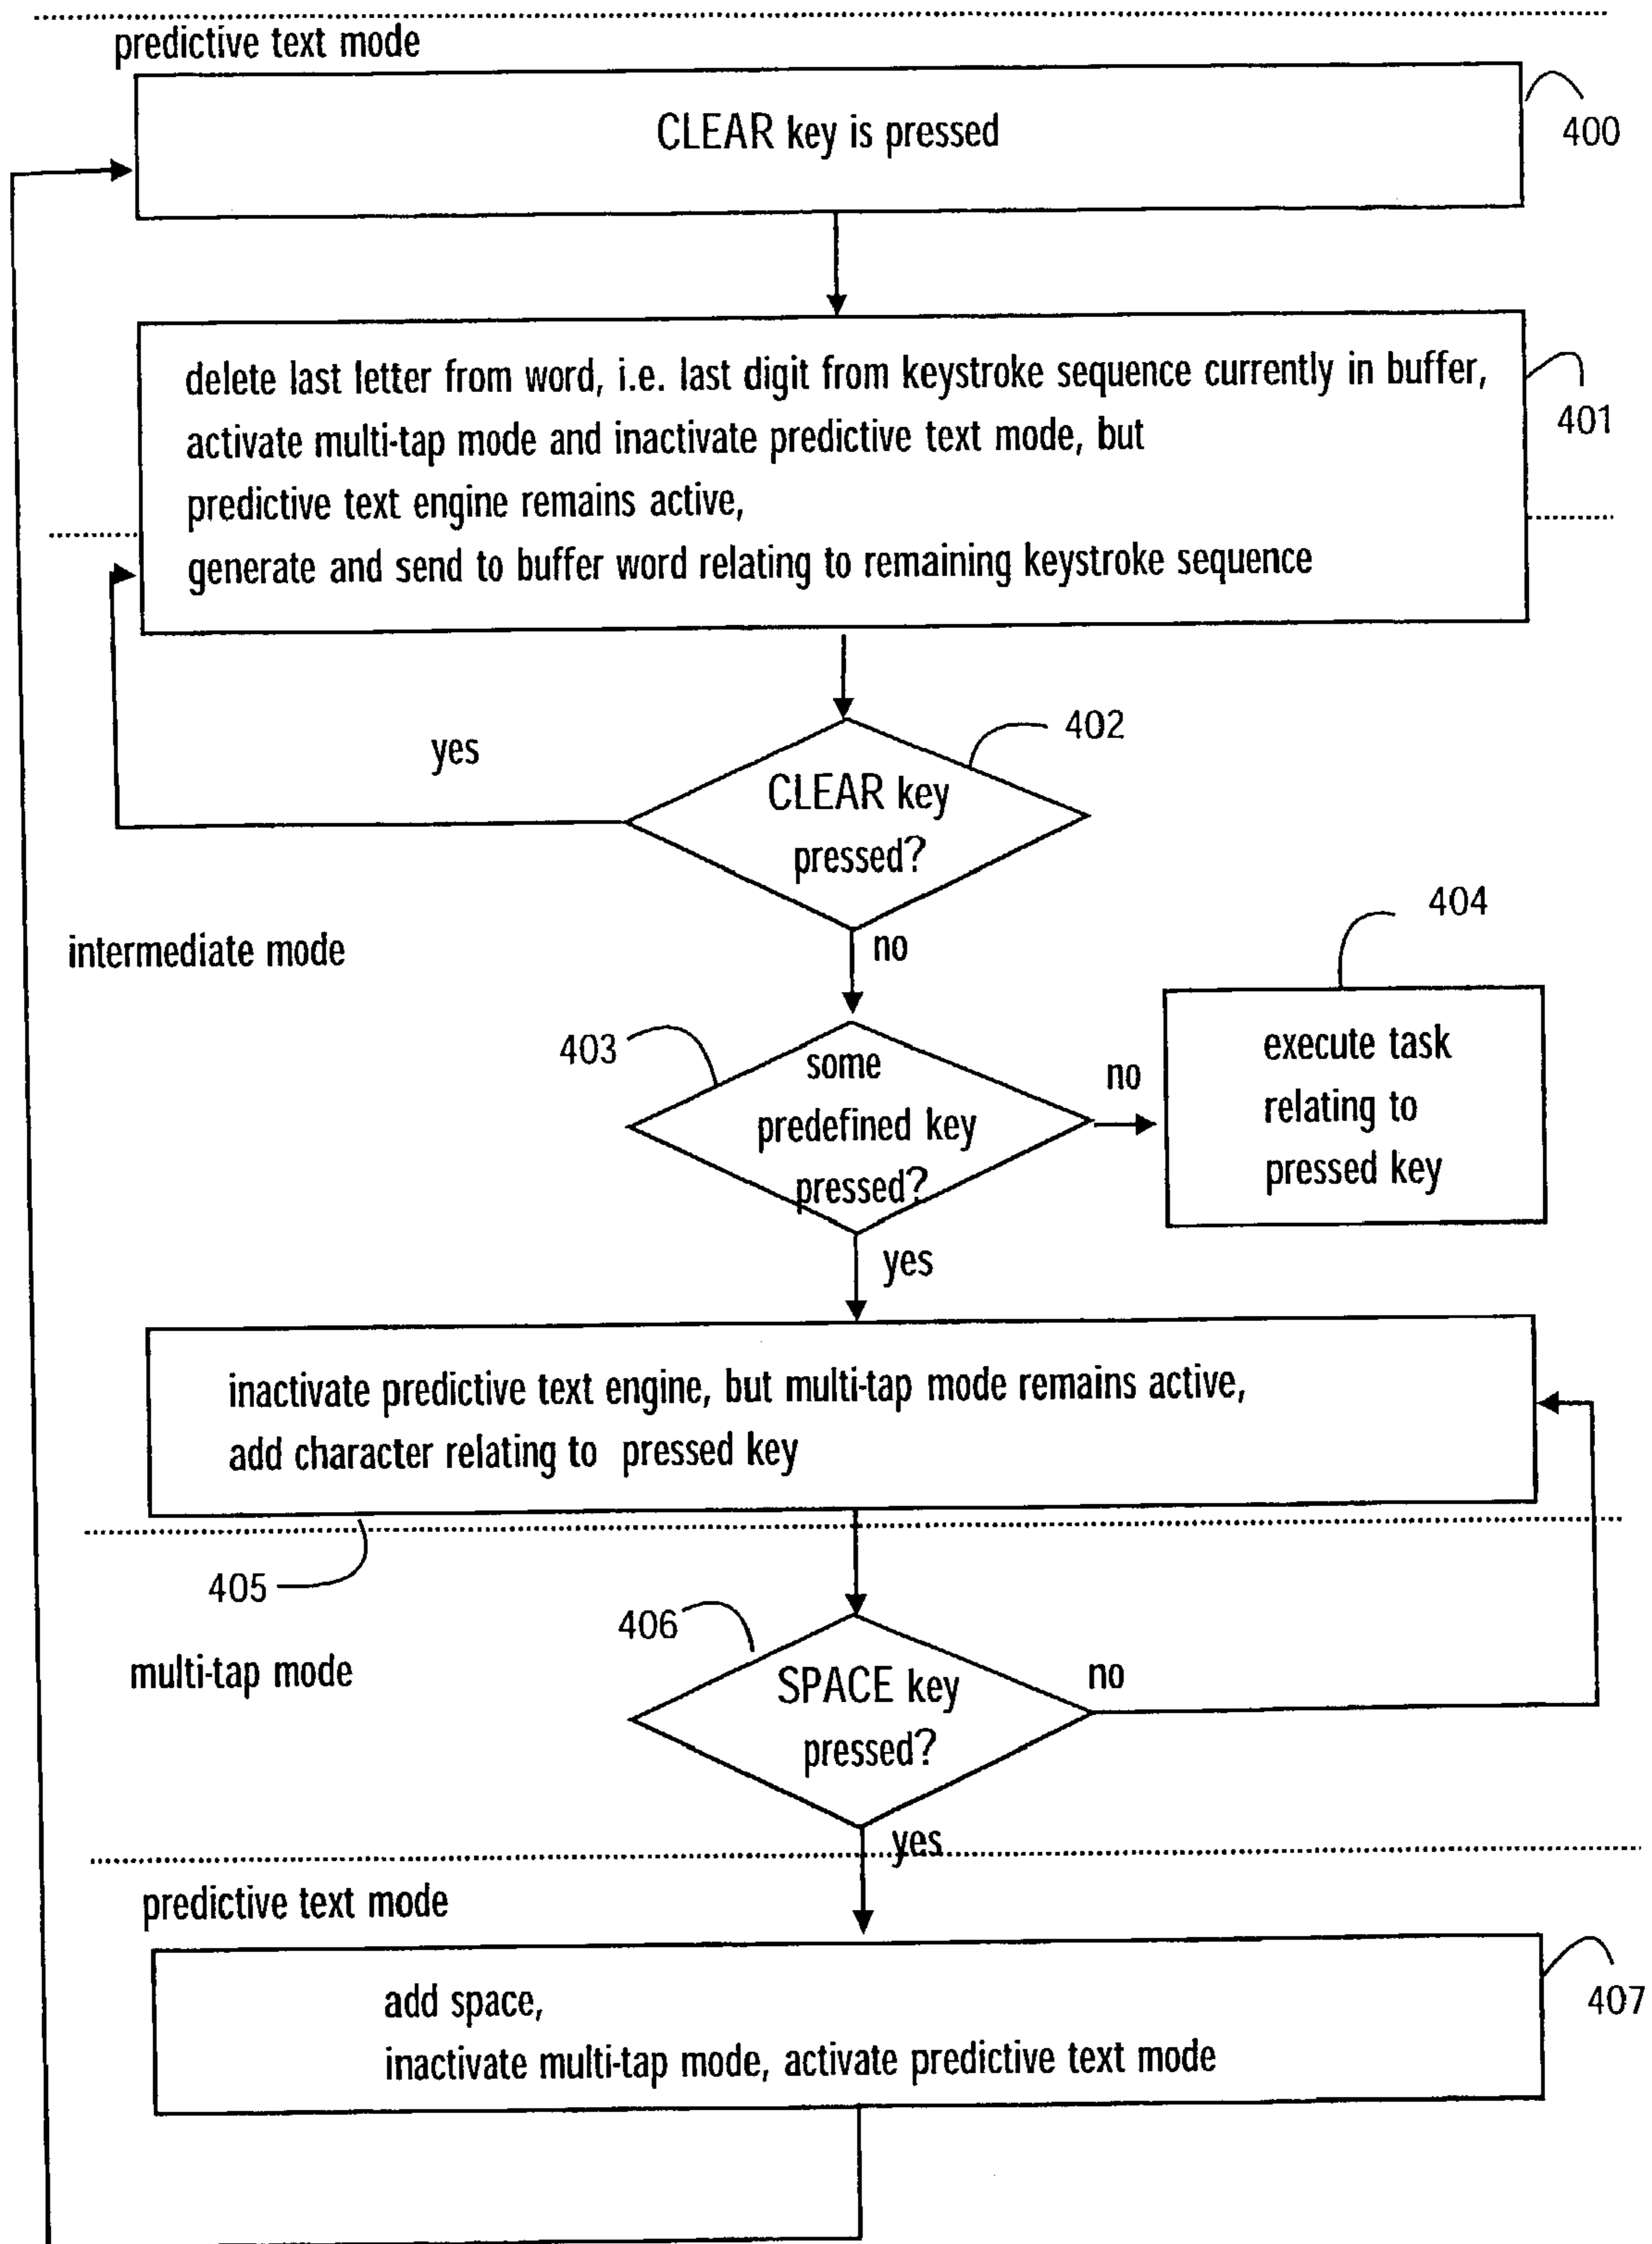 predictive text mode
CLEAR key is pressed
400
delete last letter from word, i.e. last digit from keystroke sequence currently in buffer,
activate multi-tap mode and inactivate predictive text mode, but
predictive text engine remains active,
generate and send to buffer word relating to remaining keystroke sequence
401
402
yes
CLEAR key
pressed?
no
intermediate mode
404
403
some
predefined key
pressed?
no
execute task
relating to
pressed key
yes
inactivate predictive text engine, but multi-tap mode remains active,
add character relating to pressed key
405
406
multi-tap mode
SPACE key
pressed?
no
yes
predictive text mode
add space,
inactivate multi-tap mode, activate predictive text mode
407